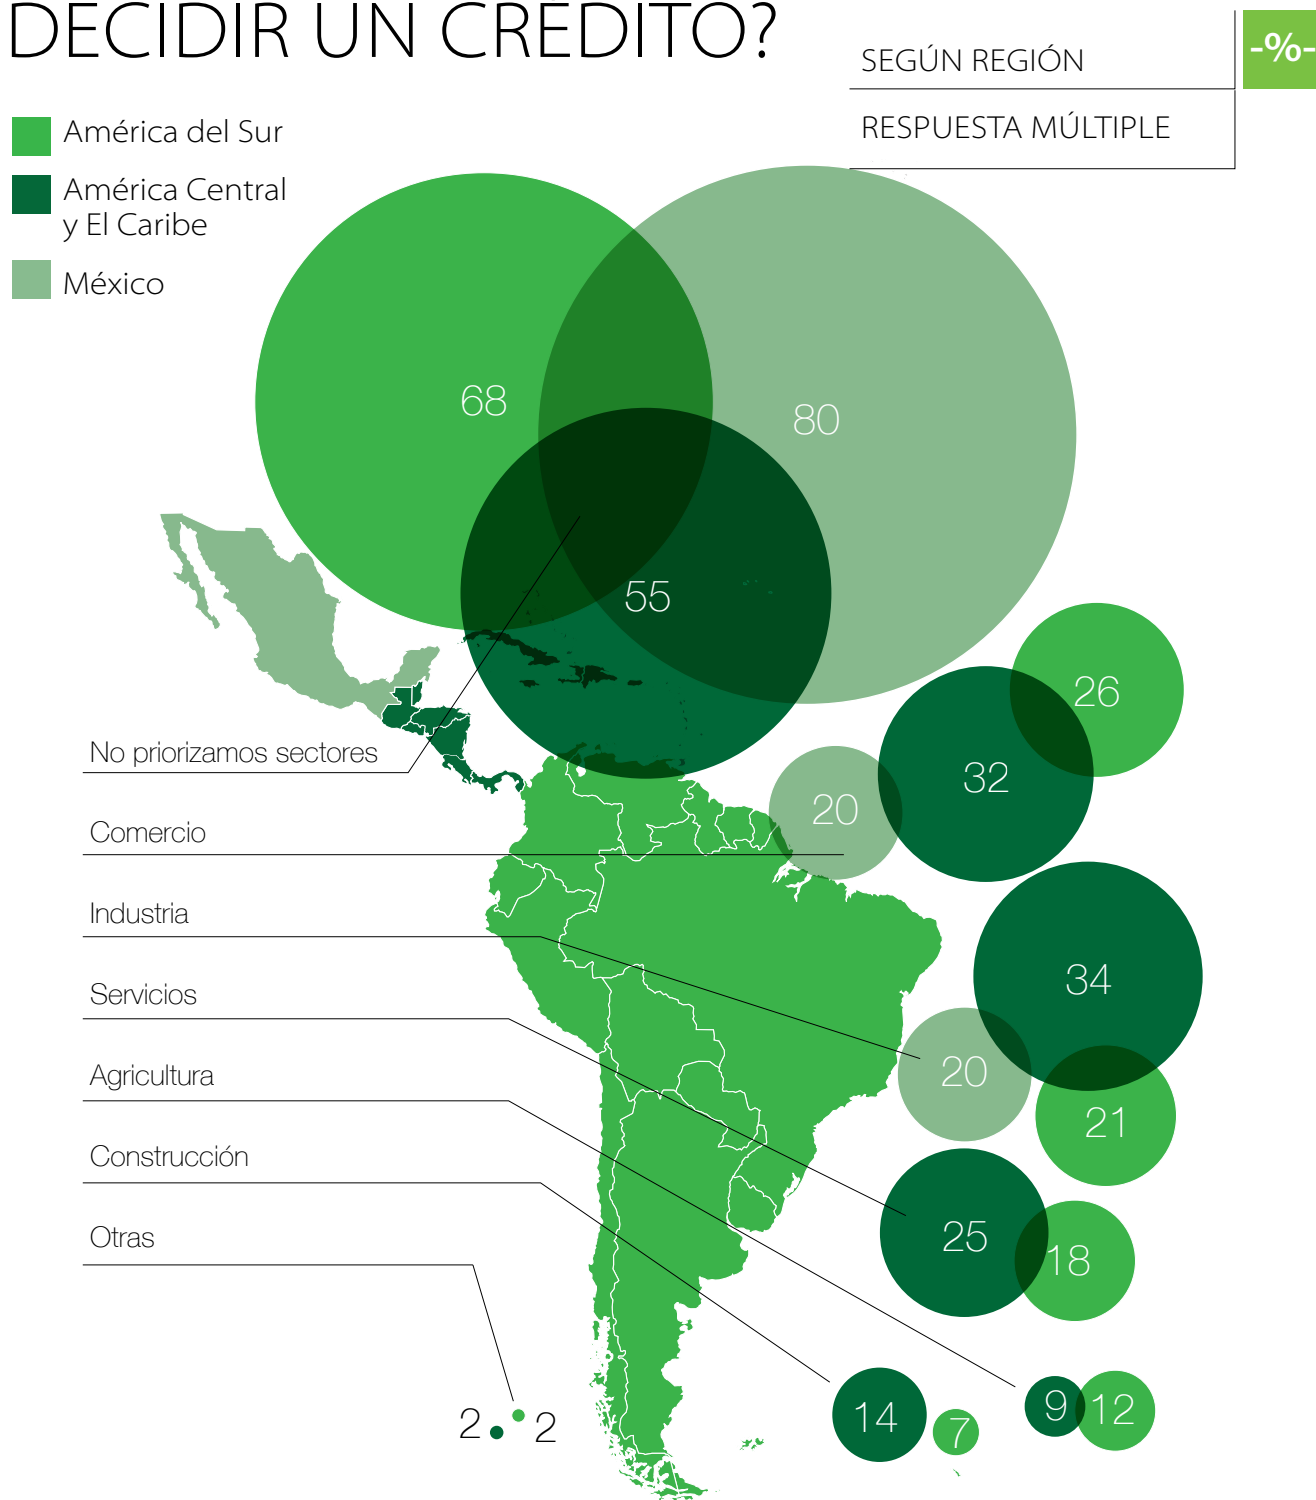 DECIDIR UN CRÉDITO?
SEGÚN REGIÓN
-%-
RESPUESTA MÚLTIPLE
América del Sur
América Central
y El Caribe
México
68
80
55
26
32
20
No priorizamos sectores
Comercio
Industria
34
Servicios
20
Agricultura
21
Construcción
25
18
Otras
2
2
14
7
9
12